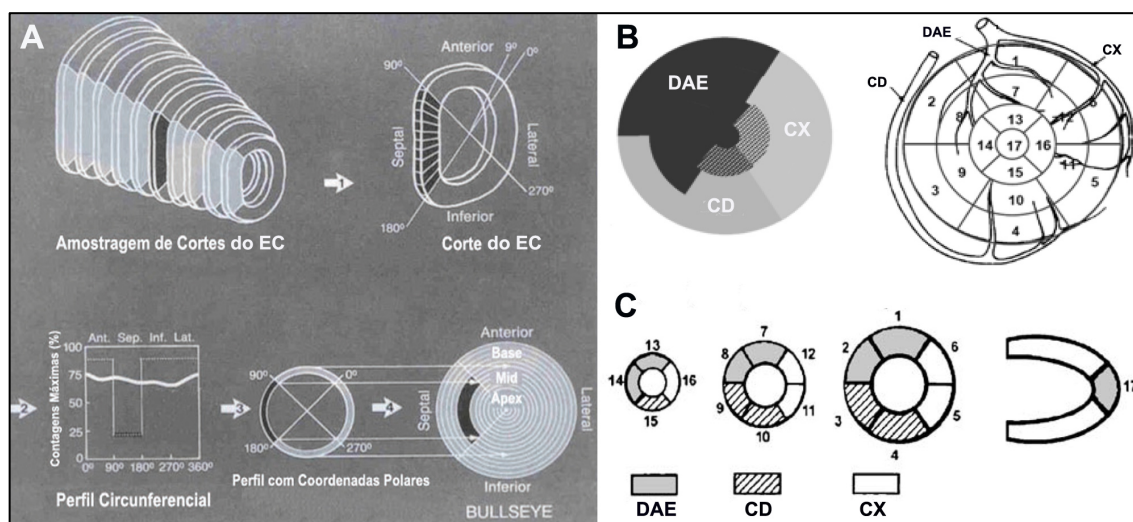 A
Anterior
9º
0º
90º
Septal
Lateral
270º
180º
Inferior
1
Amostragem de Cortes do EC
Corte do EC
2
Ant. Sep. Inf. Lat.
Contagens Máximas (%)
100
75
50
25
0
0º 90º 180º 270º 360º
Perfil Circunferencial
3
90º
0º
180º
270º
Perfil com Coordenadas Polares
4
Anterior
Base
Mid
Apex
Septal
Lateral
Inferior
BULLSEYE
B
DAE
CX
CD
DAE
CX
CD
1
2
7
6
8
13
12
14
17
16
9
15
11
3
10
5
4
C
13
14
16
15
7
8
12
9
11
10
1
2
6
3
5
4
17
DAE
CD
CX